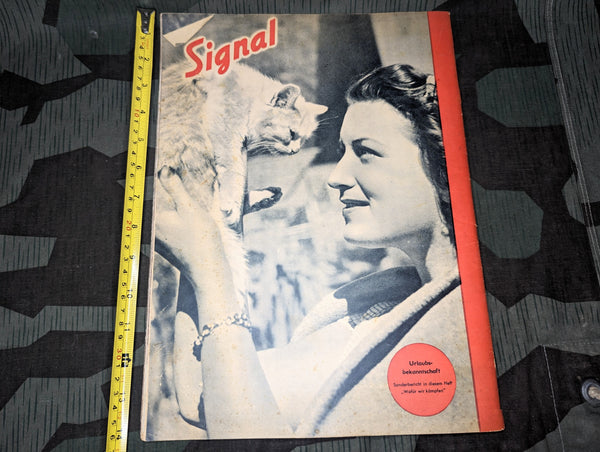 Signal
Urlaubs-
bekanntschaft
Sonderbericht in diesem Heft
„Wofür wir kämpfen"